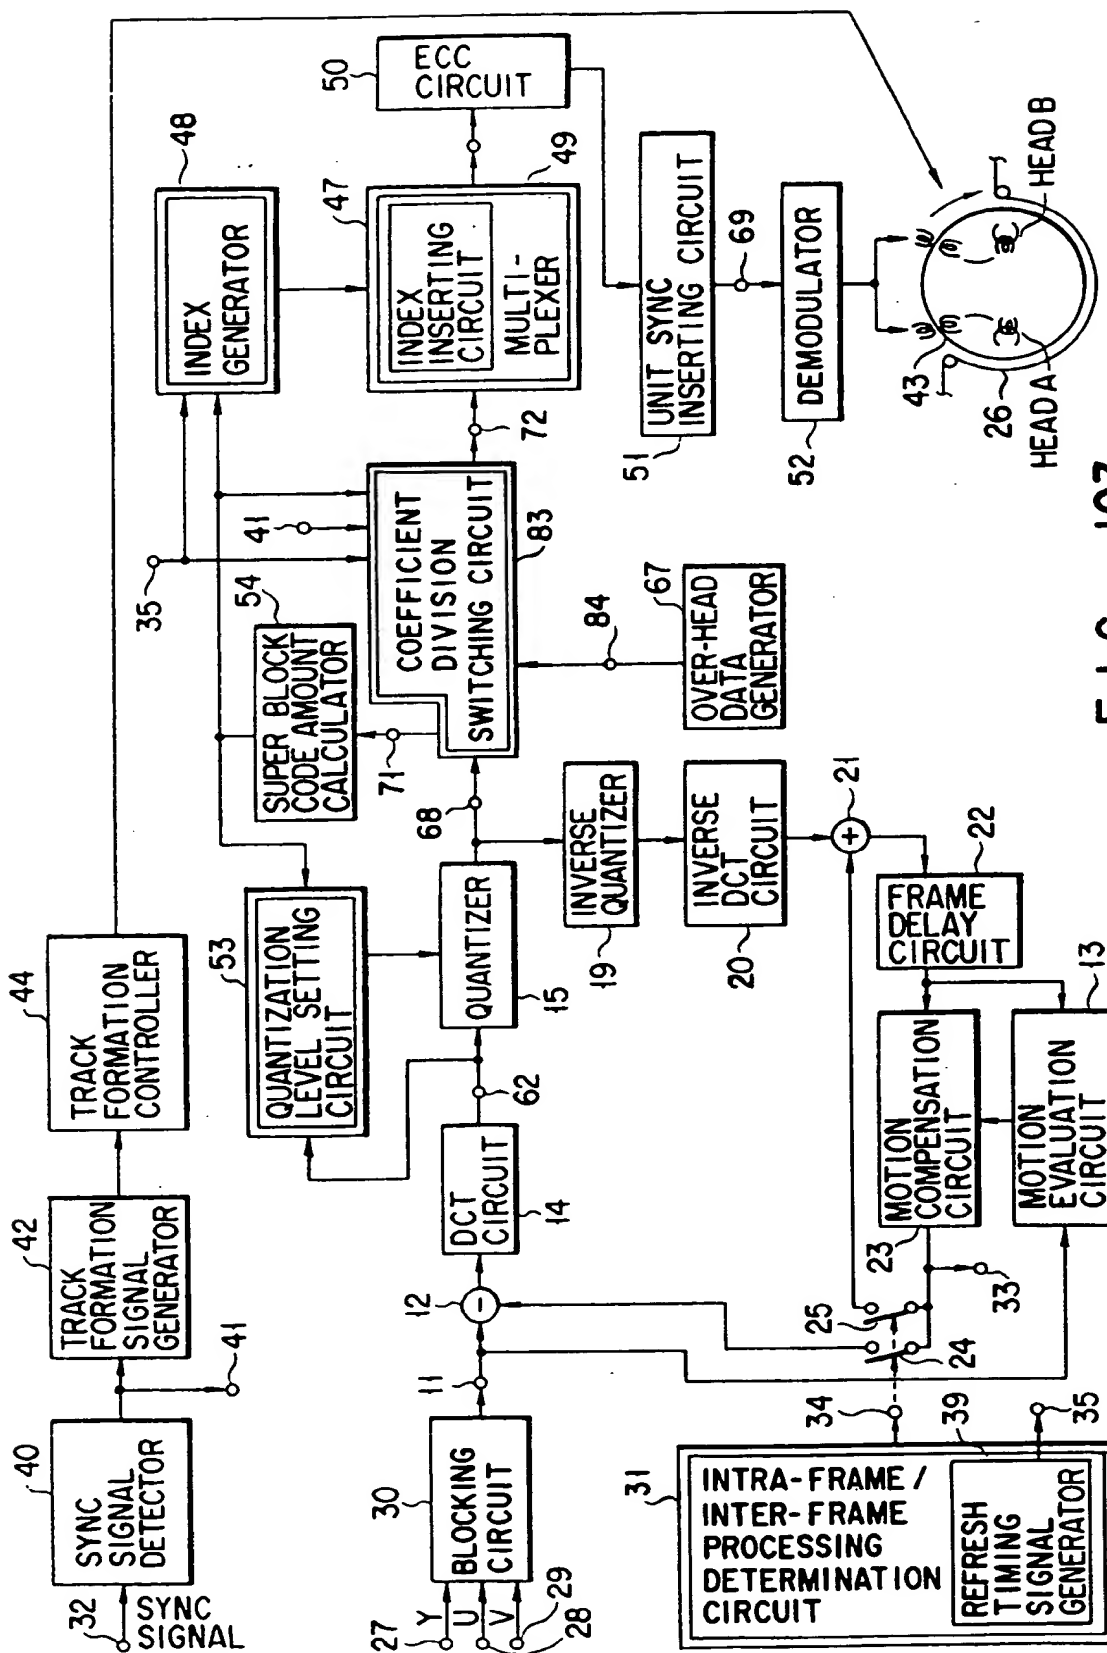 40
SYNC
SIGNAL
DETECTOR
32
SYNC
SIGNAL
41
42
TRACK
FORMATION
SIGNAL
GENERATOR
44
TRACK
FORMATION
CONTROLLER
27
Y
U
V
28
29
30
BLOCKING
CIRCUIT
11
12
−
DCT
CIRCUIT
14
62
53
QUANTIZATION
LEVEL SETTING
CIRCUIT
QUANTIZER
15
68
71
54
SUPER BLOCK
CODE AMOUNT
CALCULATOR
35
41
COEFFICIENT
DIVISION
SWITCHING CIRCUIT
83
72
48
INDEX
GENERATOR
47
INDEX
INSERTING
CIRCUIT
MULTI-
PLEXER
49
50
ECC
CIRCUIT
84
67
OVER-HEAD
DATA
GENERATOR
UNIT SYNC
INSERTING CIRCUIT
51
69
DEMODULATOR
52
43
26
HEADA
HEADB
INVERSE
QUANTIZER
19
INVERSE
DCT
CIRCUIT
20
21
+
22
FRAME
DELAY
CIRCUIT
MOTION
COMPENSATION
CIRCUIT
23
13
MOTION
EVALUATION
CIRCUIT
33
25
24
34
31
INTRA-FRAME /
INTER-FRAME
PROCESSING
DETERMINATION
CIRCUIT
39
REFRESH
TIMING
SIGNAL
GENERATOR
35